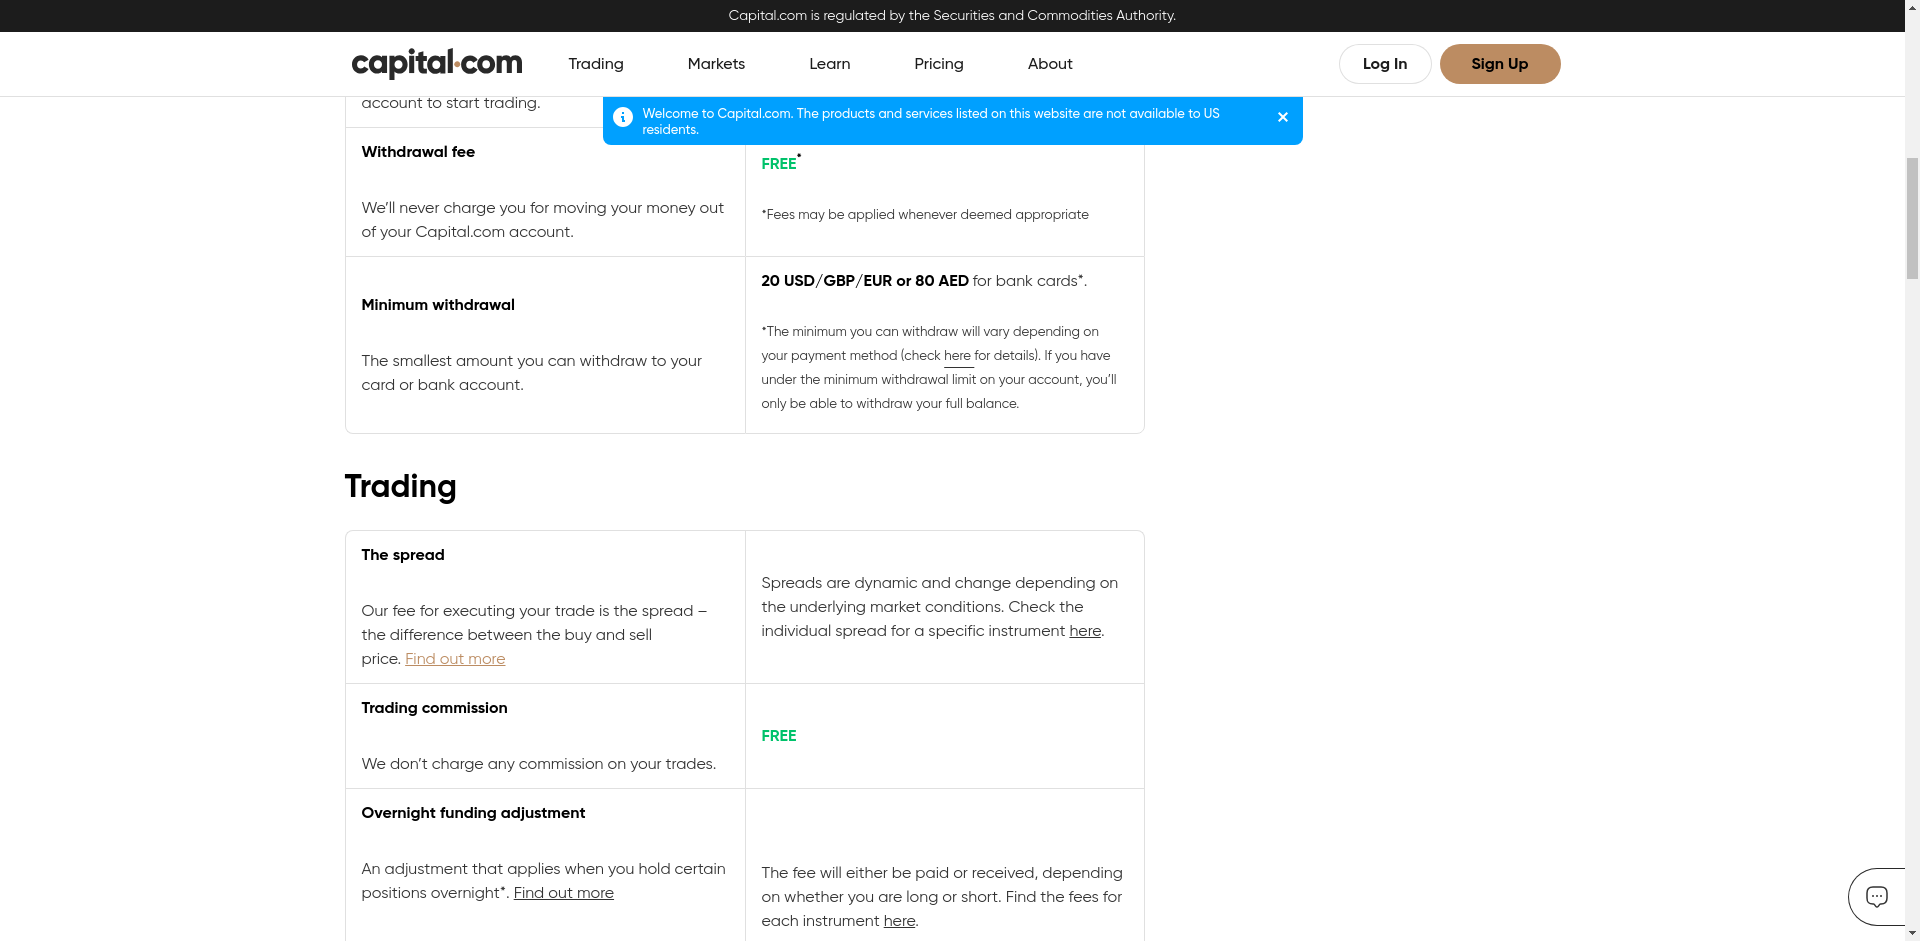 Capital.com is regulated by the Securities and Commodities Authority.
capital.com
Trading
Markets
Learn
Pricing
About
Log In
Sign Up
Welcome to Capital.com. The products and services listed on this website are not available to US
residents.
account to start trading.
Withdrawal fee
We’ll never charge you for moving your money out
of your Capital.com account.
FREE*
*Fees may be applied whenever deemed appropriate
Minimum withdrawal
The smallest amount you can withdraw to your
card or bank account.
20 USD/GBP/EUR or 80 AED for bank cards*.
*The minimum you can withdraw will vary depending on
your payment method (check here for details). If you have
under the minimum withdrawal limit on your account, you’ll
only be able to withdraw your full balance.
Trading
The spread
Our fee for executing your trade is the spread –
the difference between the buy and sell
price. Find out more
Spreads are dynamic and change depending on
the underlying market conditions. Check the
individual spread for a specific instrument here.
Trading commission
We don’t charge any commission on your trades.
FREE
Overnight funding adjustment
An adjustment that applies when you hold certain
positions overnight*. Find out more
The fee will either be paid or received, depending
on whether you are long or short. Find the fees for
each instrument here.